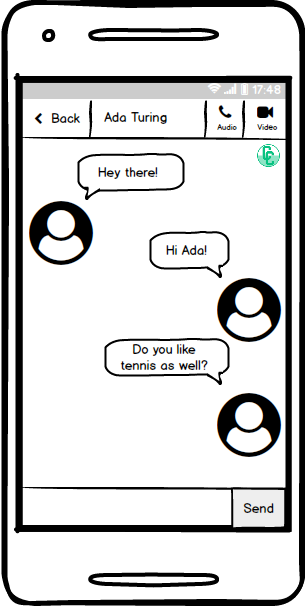 17:48
Back
Ada Turing
Audio
Video
Hey there!
Hi Ada!
Do you like
tennis as well?
Send